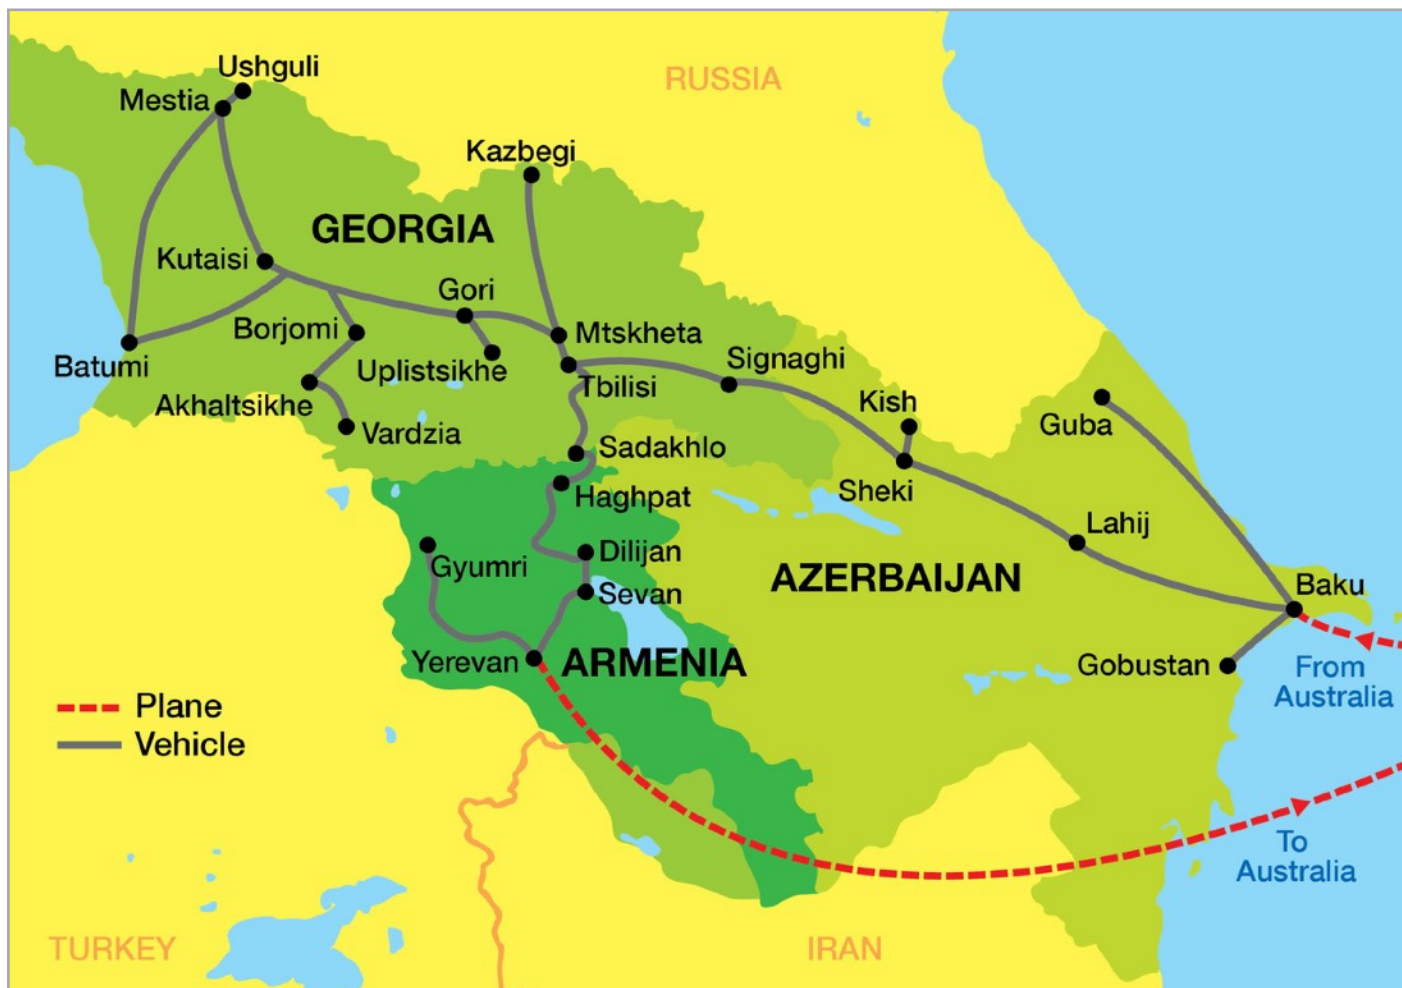 Ushguli
RUSSIA
Mestia
Kazbegi
GEORGIA
Kutaisi
Gori
Borjomi
Mtskheta
Signaghi
Batumi
Uplistsikhe
Tbilisi
Akhaltsikhe
Kish
Guba
Vardzia
Sadakhlo
Sheki
Haghpat
Lahij
Dilijan
Gyumri
AZERBAIJAN
Sevan
Baku
Yerevan
ARMENIA
Gobustan
From
Australia
Plane
Vehicle
To
Australia
TURKEY
IRAN